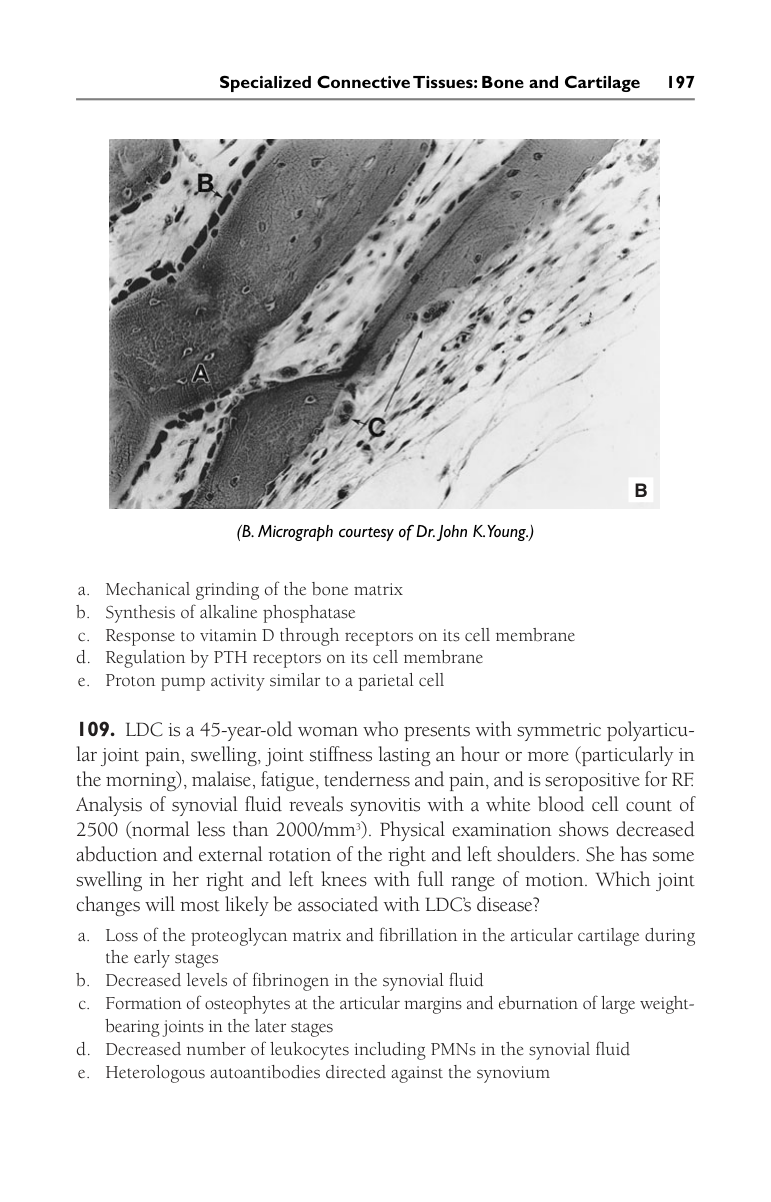 Specialized Connective Tissues: Bone and Cartilage 197
B
A
C
B
(B. Micrograph courtesy of Dr. John K. Young.)
a. Mechanical grinding of the bone matrix
b. Synthesis of alkaline phosphatase
c. Response to vitamin D through receptors on its cell membrane
d. Regulation by PTH receptors on its cell membrane
e. Proton pump activity similar to a parietal cell
109. LDC is a 45-year-old woman who presents with symmetric polyarticu-
lar joint pain, swelling, joint stiffness lasting an hour or more (particularly in
the morning), malaise, fatigue, tenderness and pain, and is seropositive for RF.
Analysis of synovial fluid reveals synovitis with a white blood cell count of
2500 (normal less than 2000/mm³). Physical examination shows decreased
abduction and external rotation of the right and left shoulders. She has some
swelling in her right and left knees with full range of motion. Which joint
changes will most likely be associated with LDC's disease?
a. Loss of the proteoglycan matrix and fibrillation in the articular cartilage during
the early stages
b. Decreased levels of fibrinogen in the synovial fluid
c. Formation of osteophytes at the articular margins and eburnation of large weight-
bearing joints in the later stages
d. Decreased number of leukocytes including PMNs in the synovial fluid
e. Heterologous autoantibodies directed against the synovium